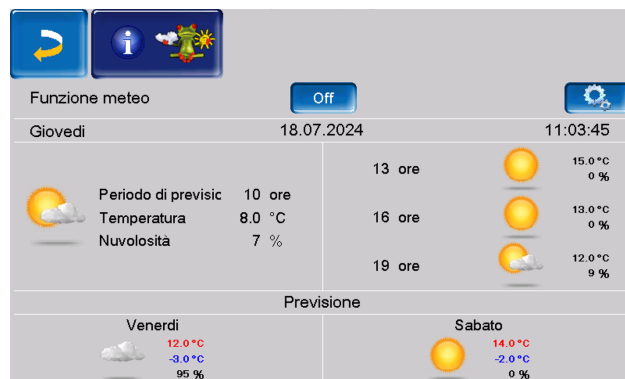 i
Funzione meteo Off
Giovedi 18.07.2024 11:03:45
Periodo di previsic 10 ore
Temperatura 8.0 °C
Nuvolosità 7 %
13 ore 15.0 °C
0 %
16 ore 13.0 °C
0 %
19 ore 12.0 °C
9 %
Previsione
Venerdi
12.0 °C
-3.0 °C
95 %
Sabato
14.0 °C
-2.0 °C
0 %